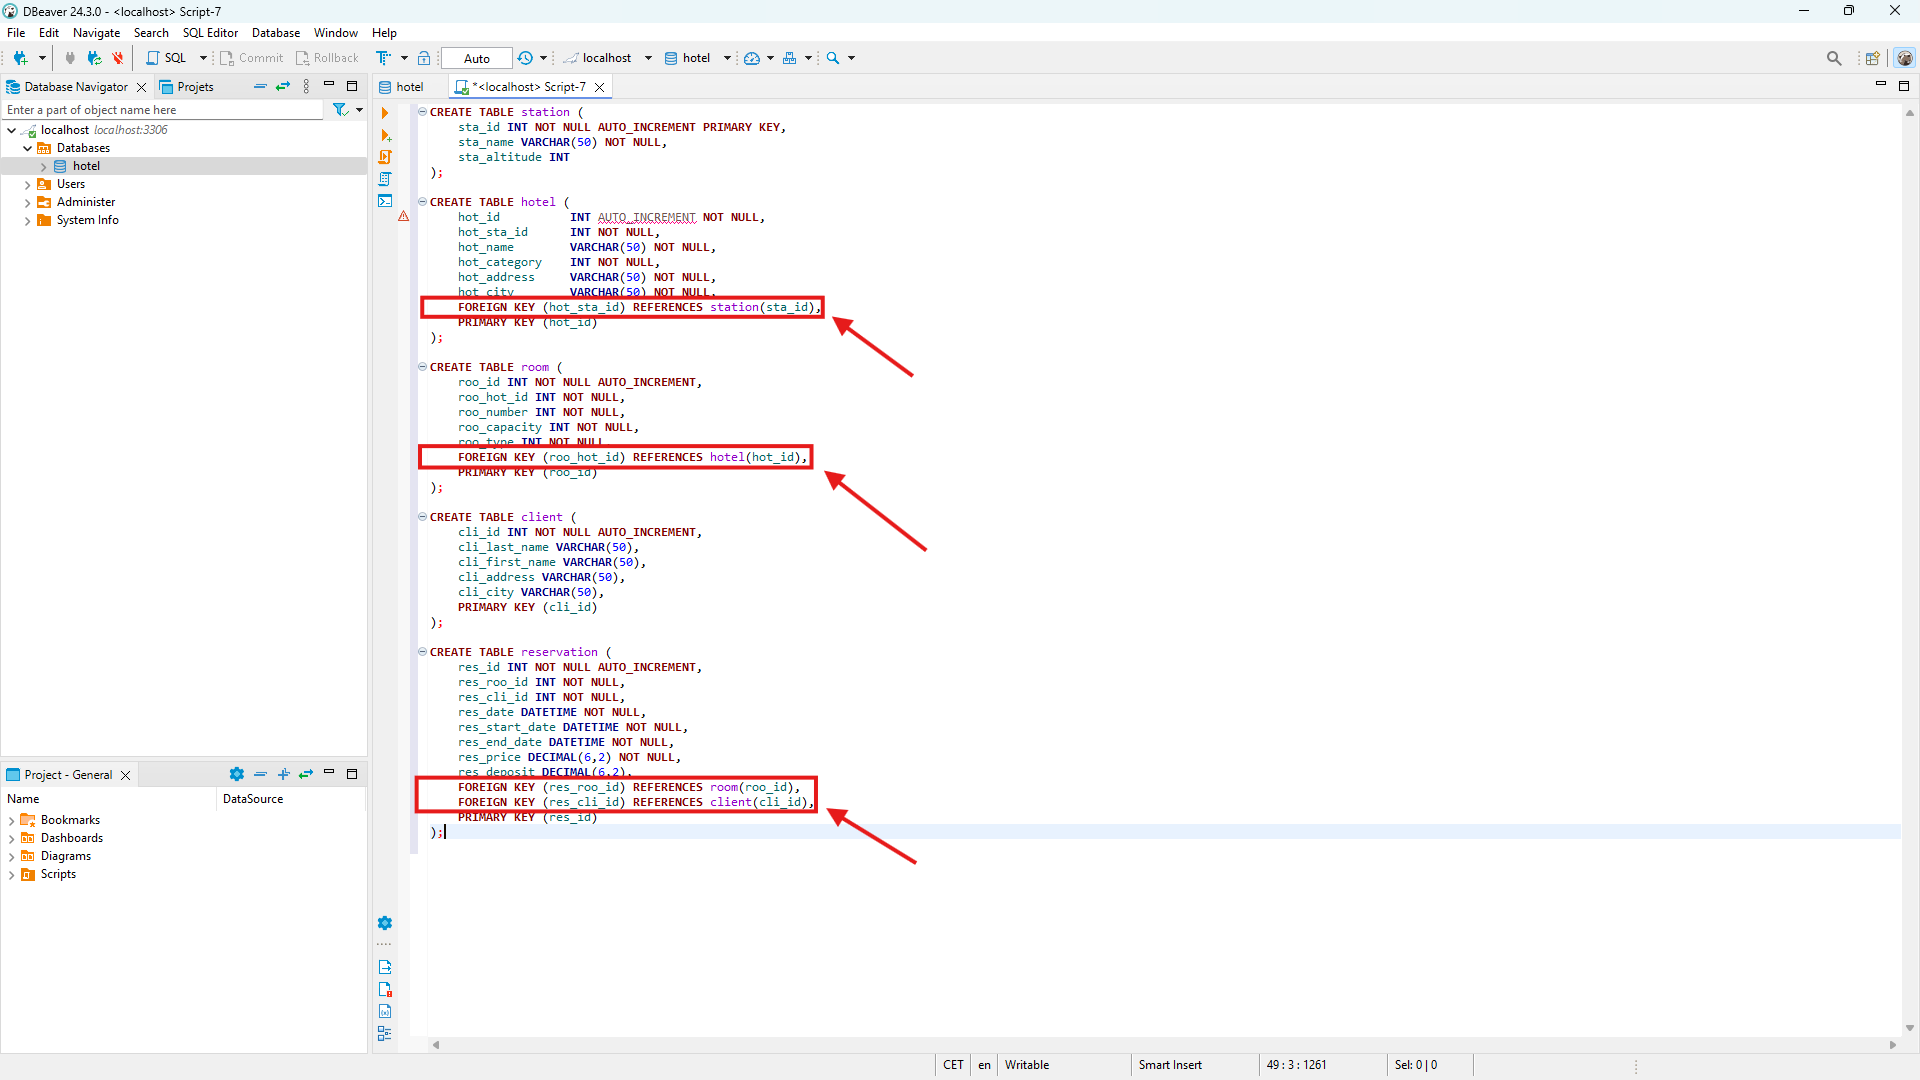 DBeaver 24.3.0 - <localhost> Script-7
File Edit Navigate Search SQL Editor Database Window Help
SQL Commit Rollback Auto localhost hotel
Database Navigator Projets
Enter a part of object name here
localhost localhost:3306
Databases
hotel
Users
Administer
System Info
Project - General
Name DataSource
Bookmarks
Dashboards
Diagrams
Scripts
hotel *<localhost> Script-7
CREATE TABLE station (
sta_id INT NOT NULL AUTO_INCREMENT PRIMARY KEY,
sta_name VARCHAR(50) NOT NULL,
sta_altitude INT
);
CREATE TABLE hotel (
hot_id INT AUTO_INCREMENT NOT NULL,
hot_sta_id INT NOT NULL,
hot_name VARCHAR(50) NOT NULL,
hot_category INT NOT NULL,
hot_address VARCHAR(50) NOT NULL,
hot_city VARCHAR(50) NOT NULL,
FOREIGN KEY (hot_sta_id) REFERENCES station(sta_id),
PRIMARY KEY (hot_id)
);
CREATE TABLE room (
roo_id INT NOT NULL AUTO_INCREMENT,
roo_hot_id INT NOT NULL,
roo_number INT NOT NULL,
roo_capacity INT NOT NULL,
roo_type INT NOT NULL,
FOREIGN KEY (roo_hot_id) REFERENCES hotel(hot_id),
PRIMARY KEY (roo_id)
);
CREATE TABLE client (
cli_id INT NOT NULL AUTO_INCREMENT,
cli_last_name VARCHAR(50),
cli_first_name VARCHAR(50),
cli_address VARCHAR(50),
cli_city VARCHAR(50),
PRIMARY KEY (cli_id)
);
CREATE TABLE reservation (
res_id INT NOT NULL AUTO_INCREMENT,
res_roo_id INT NOT NULL,
res_cli_id INT NOT NULL,
res_date DATETIME NOT NULL,
res_start_date DATETIME NOT NULL,
res_end_date DATETIME NOT NULL,
res_price DECIMAL(6,2) NOT NULL,
res_deposit DECIMAL(6,2),
FOREIGN KEY (res_roo_id) REFERENCES room(roo_id),
FOREIGN KEY (res_cli_id) REFERENCES client(cli_id),
PRIMARY KEY (res_id)
);
CET en Writable Smart Insert 49 : 3 : 1261 Sel: 0 | 0